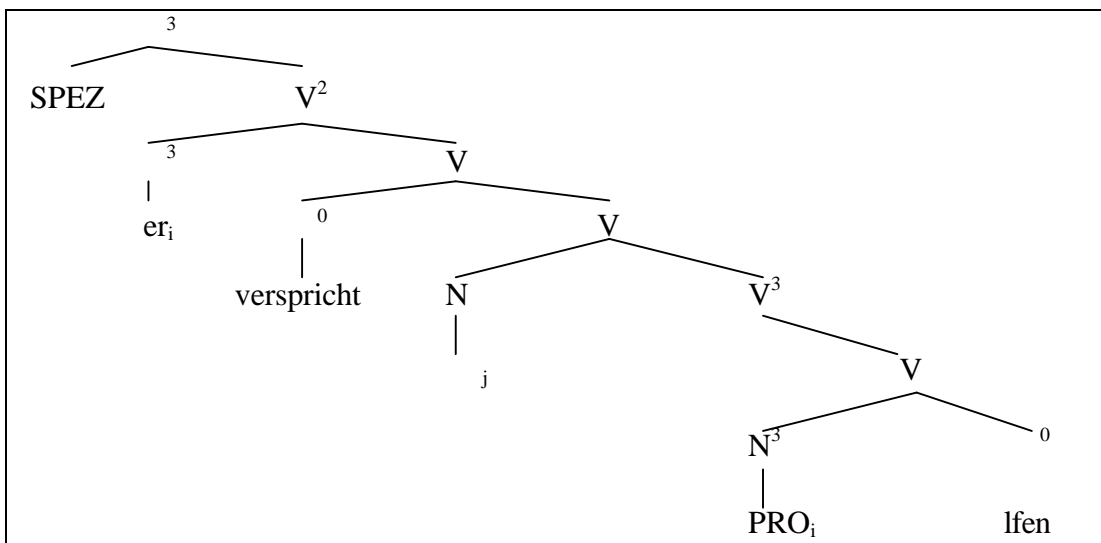 3
SPEZ V²
3 V
erᵢ 0 V
verspricht N V³
j V
N³ 0
PROᵢ lfen